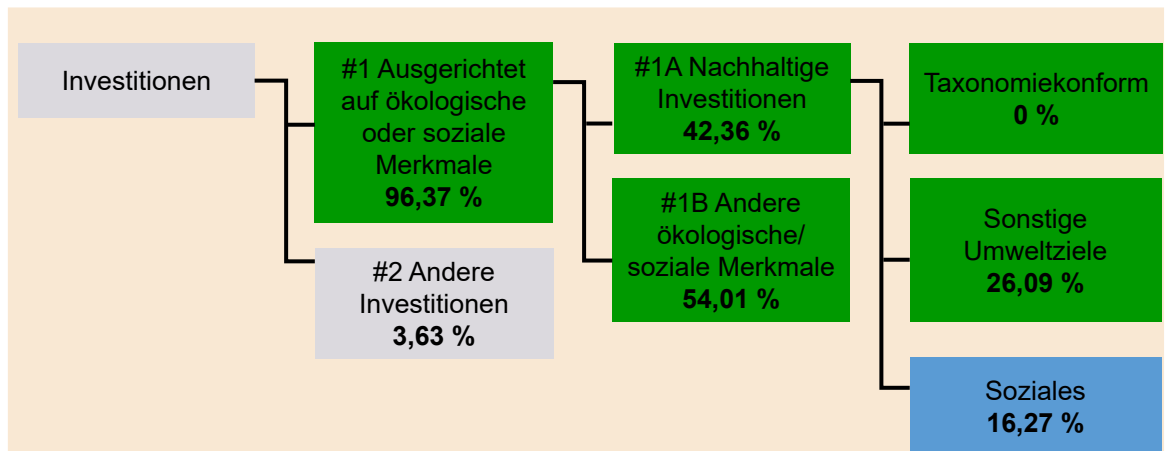 Investitionen
#1 Ausgerichtet
auf ökologische
oder soziale
Merkmale
96,37 %
#2 Andere
Investitionen
3,63 %
#1A Nachhaltige
Investitionen
42,36 %
#1B Andere
ökologische/
soziale Merkmale
54,01 %
Taxonomiekonform
0 %
Sonstige
Umweltziele
26,09 %
Soziales
16,27 %